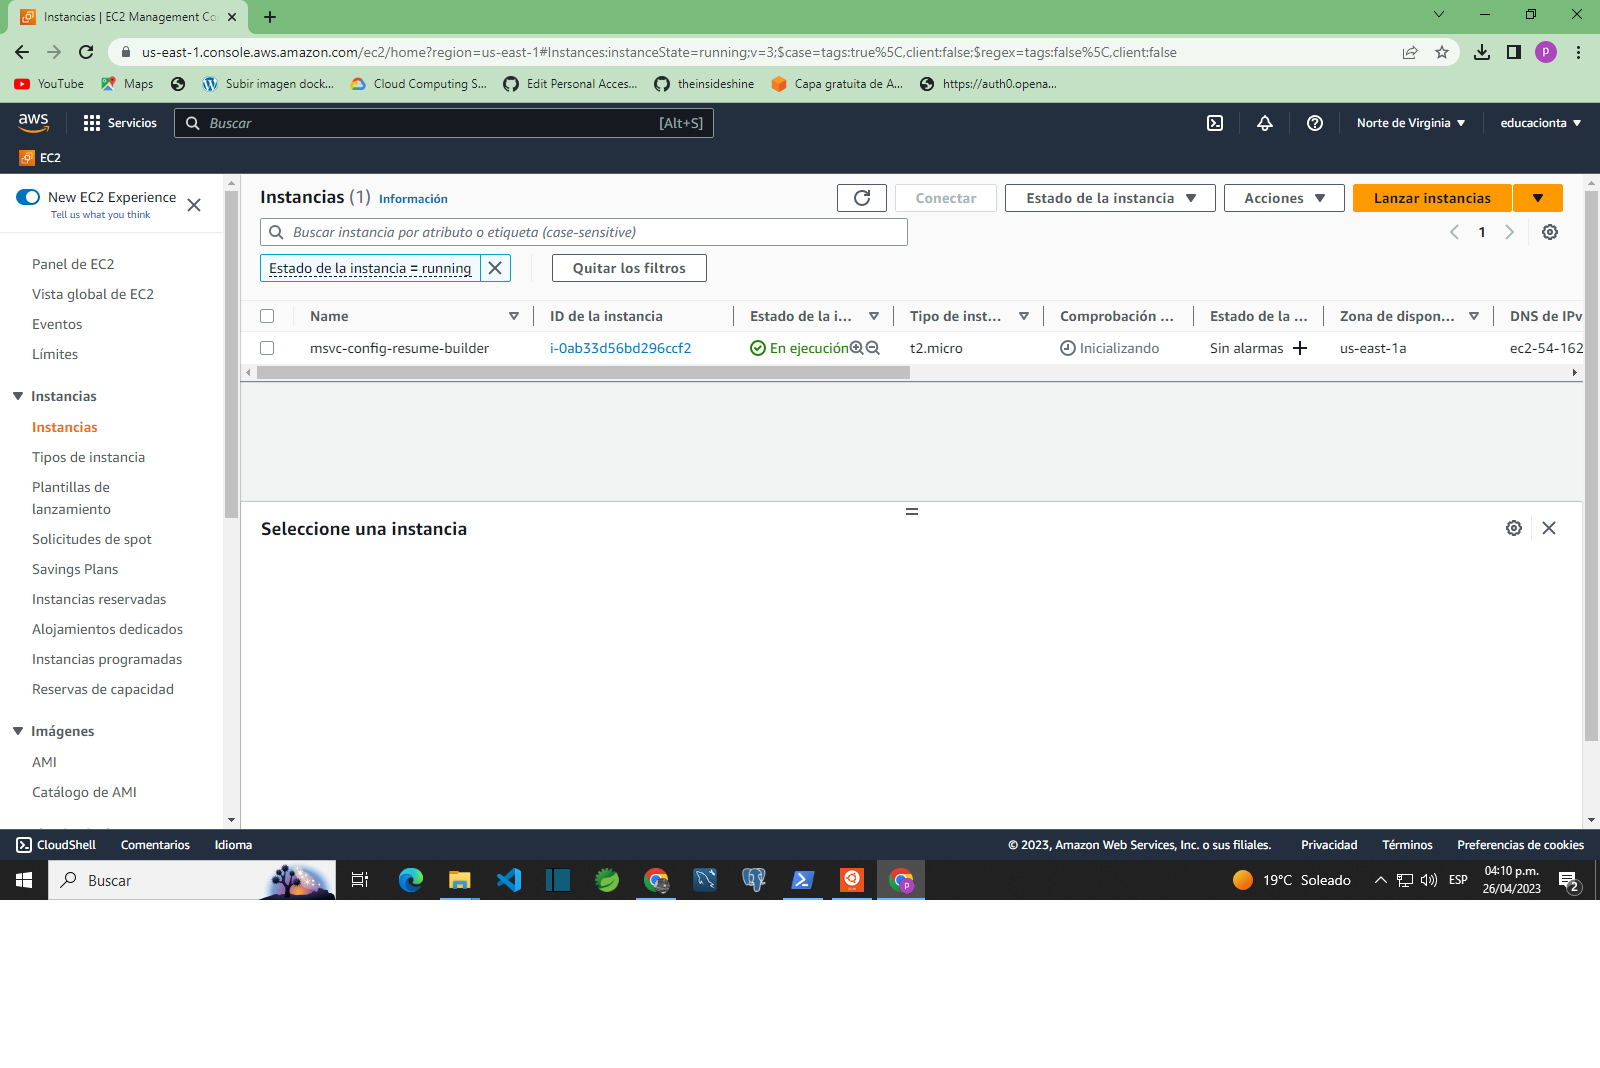 Instancias | EC2 Management Co
us-east-1.console.aws.amazon.com/ec2/home?region=us-east-1#Instances:instanceState=running;v=3;$case=tags:true%5C,client:false;$regex=tags:false%5C,client:false
P
YouTube Maps Subir imagen dock... Cloud Computing S... Edit Personal Acces... theinsideshine Capa gratuita de A... https://auth0.opena...
aws Servicios Buscar [Alt+S] Norte de Virginia educacionta
EC2
New EC2 Experience
Tell us what you think
Panel de EC2
Vista global de EC2
Eventos
Límites
Instancias
Instancias
Tipos de instancia
Plantillas de
lanzamiento
Solicitudes de spot
Savings Plans
Instancias reservadas
Alojamientos dedicados
Instancias programadas
Reservas de capacidad
Imágenes
AMI
Catálogo de AMI
Instancias (1) Información Conectar Estado de la instancia Acciones Lanzar instancias
Buscar instancia por atributo o etiqueta (case-sensitive) 1
Estado de la instancia = running Quitar los filtros
Name ID de la instancia Estado de la i... Tipo de inst... Comprobación ... Estado de la ... Zona de dispon... DNS de IPv
msvc-config-resume-builder i-0ab33d56bd296ccf2 En ejecución t2.micro Inicializando Sin alarmas us-east-1a ec2-54-162
Seleccione una instancia
CloudShell Comentarios Idioma © 2023, Amazon Web Services, Inc. o sus filiales. Privacidad Términos Preferencias de cookies
Buscar 19°C Soleado ESP 04:10 p.m.
26/04/2023 2